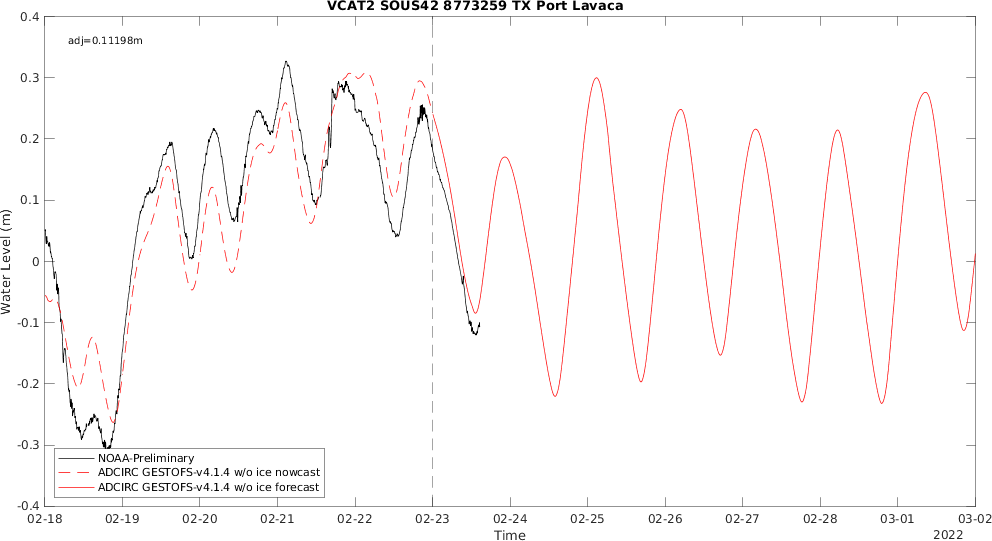 VCAT2 SOUS42 8773259 TX Port Lavaca
adj=0.11198m
0.4
0.3
0.2
0.1
0
-0.1
-0.2
-0.3
-0.4
Water Level (m)
NOAA-Preliminary
ADCIRC GESTOFS-v4.1.4 w/o ice nowcast
ADCIRC GESTOFS-v4.1.4 w/o ice forecast
02-18 02-19 02-20 02-21 02-22 02-23 02-24 02-25 02-26 02-27 02-28 03-01 03-02
Time
2022